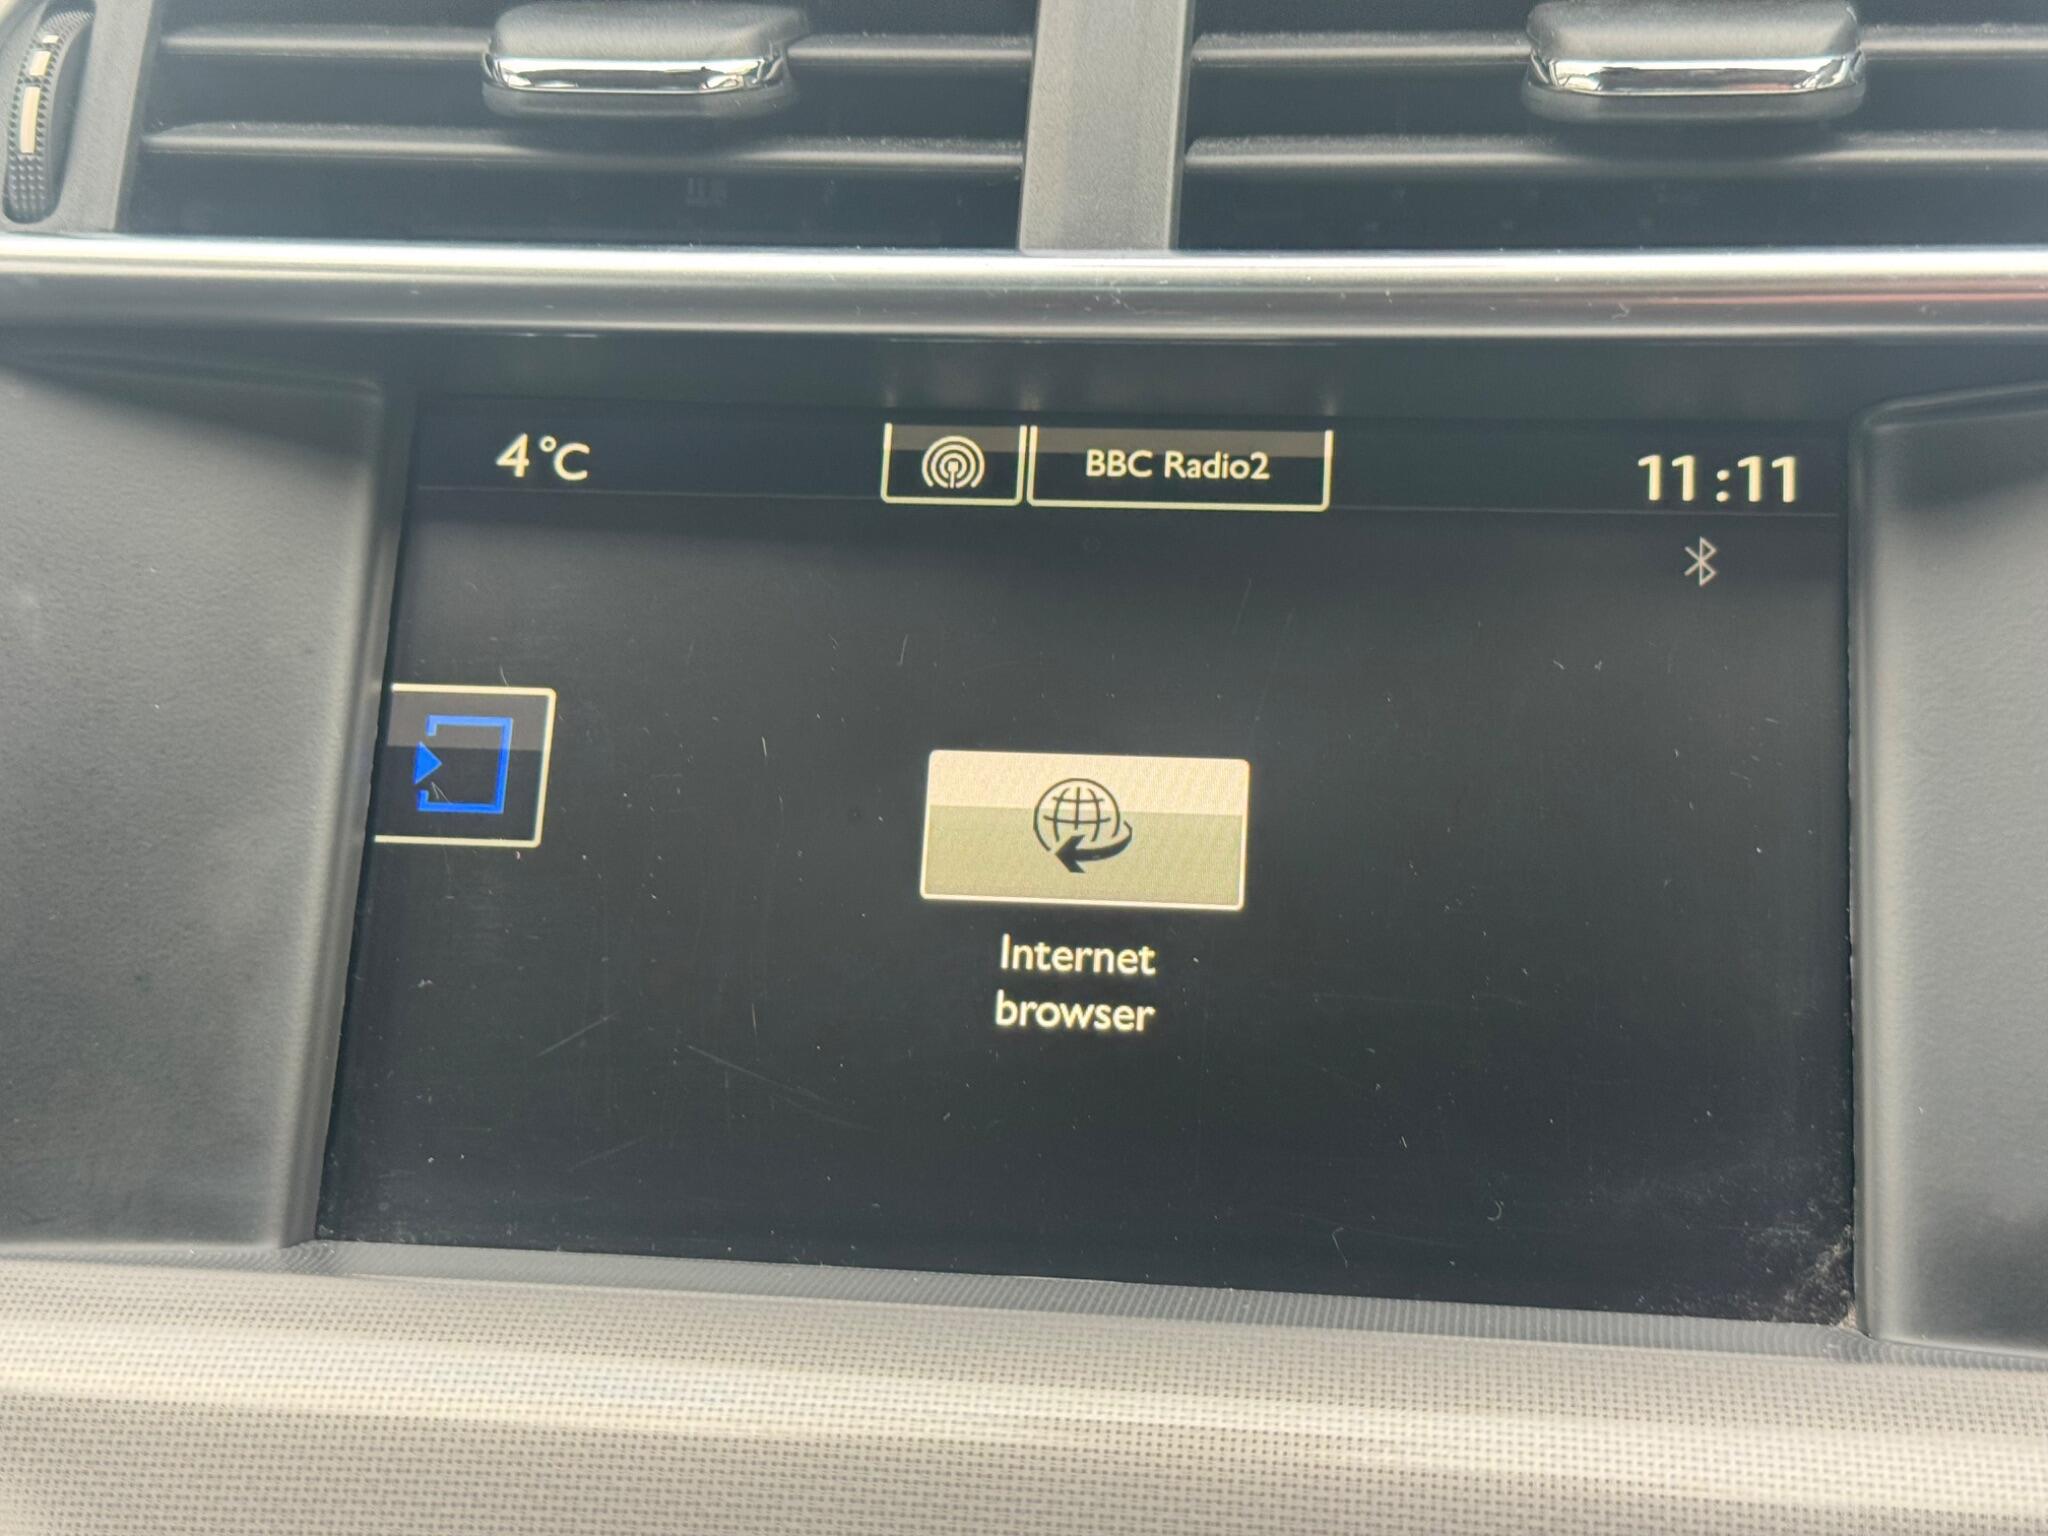 4°C
BBC Radio2
11:11
Internet
browser